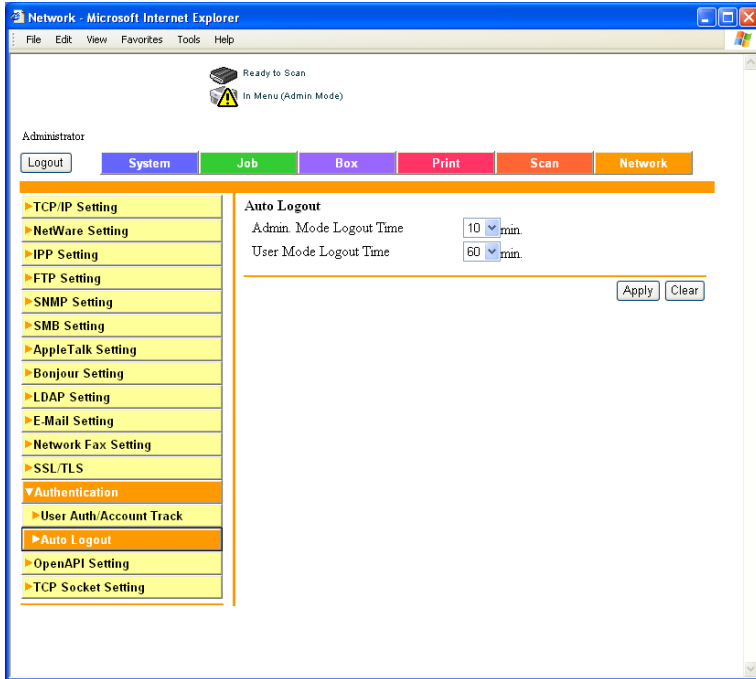 Network - Microsoft Internet Explorer
File Edit View Favorites Tools Help
Ready to Scan
In Menu (Admin Mode)
Administrator
Logout System Job Box Print Scan Network
TCP/IP Setting
NetWare Setting
IPP Setting
FTP Setting
SNMP Setting
SMB Setting
AppleTalk Setting
Bonjour Setting
LDAP Setting
E-Mail Setting
Network Fax Setting
SSL/TLS
Authentication
User Auth/Account Track
Auto Logout
OpenAPI Setting
TCP Socket Setting
Auto Logout
Admin. Mode Logout Time 10 min.
User Mode Logout Time 60 min.
Apply Clear